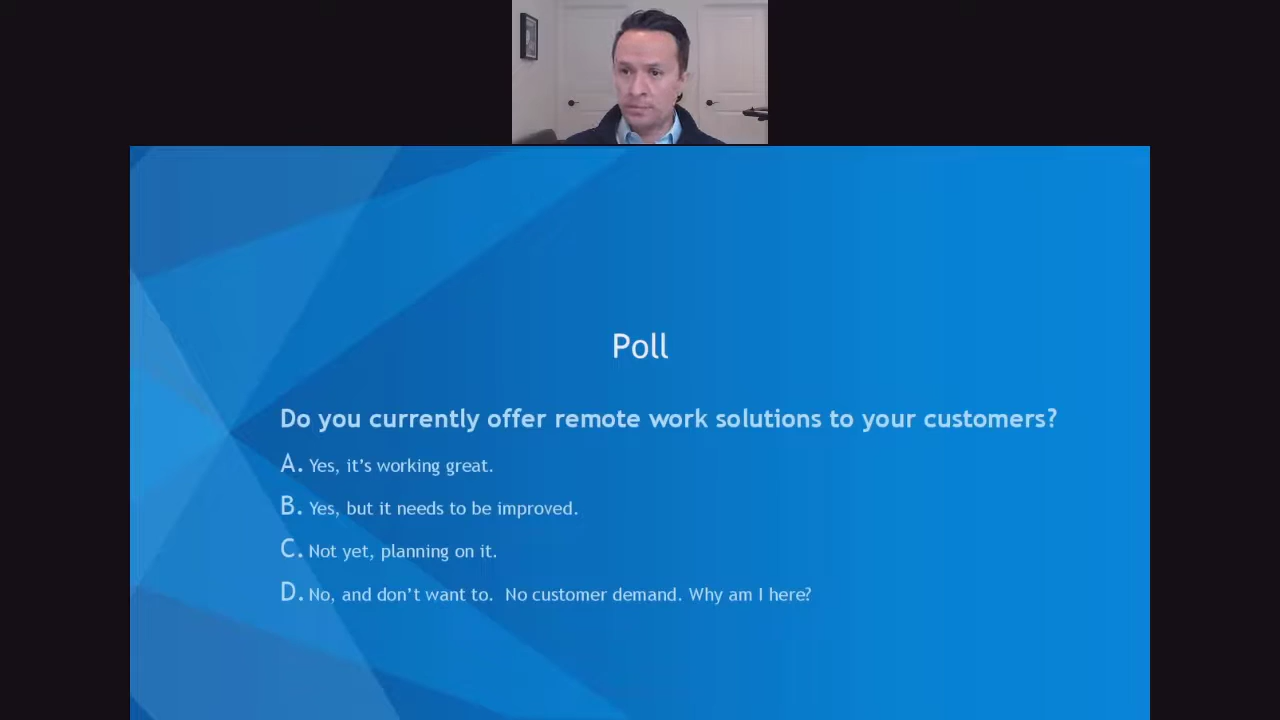 Poll
Do you currently offer remote work solutions to your customers?
A. Yes, it's working great.
B. Yes, but it needs to be improved.
C. Not yet, planning on it.
D. No, and don't want to.  No customer demand. Why am I here?